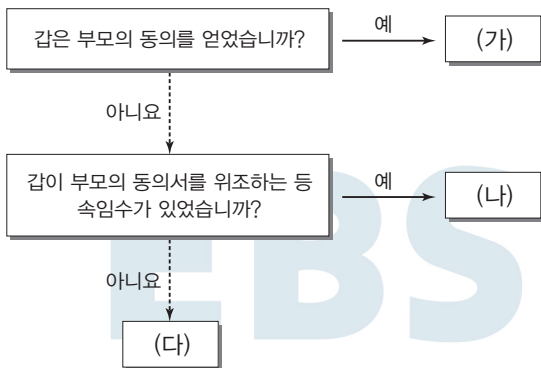 갑은 부모의 동의를 얻었습니까?
예
(가)
아니요
갑이 부모의 동의서를 위조하는 등
속임수가 있었습니까?
예
(나)
아니요
(다)
EBS